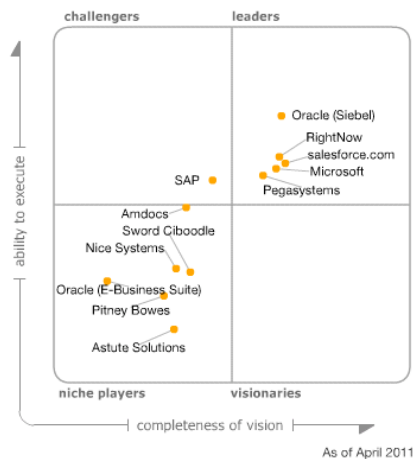 challengers
leaders
Oracle (Siebel)
RightNow
salesforce.com
Microsoft
Pegasystems
SAP
Amdocs
Sword Ciboodle
Nice Systems
Oracle (E-Business Suite)
Pitney Bowes
Astute Solutions
niche players
visionaries
ability to execute
completeness of vision
As of April 2011